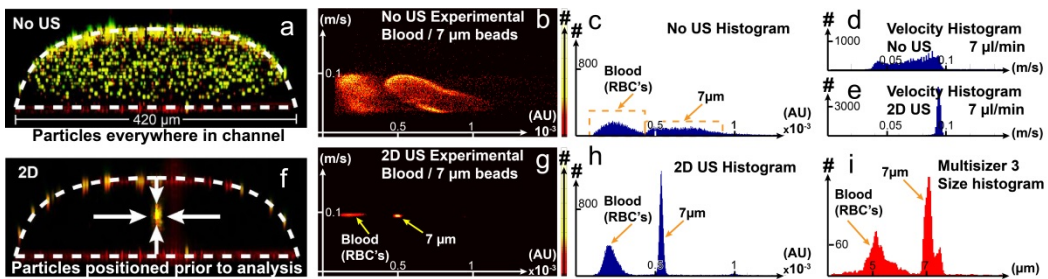 No US
a
420 μm
Particles everywhere in channel
No US Experimental
Blood / 7 μm beads
b
(m/s)
0.1
0.5
1
(AU)
10⁻³
#
c
No US Histogram
#
800
Blood
(RBC's)
7μm
0.5
1
(AU)
x10⁻³
d
Velocity Histogram
No US 7 μl/min
#
1000
0.05
0.1
(m/s)
e
Velocity Histogram
2D US 7 μl/min
#
3000
0.05
0.1
(m/s)
2D
f
Particles positioned prior to analysis
2D US Experimental
Blood / 7 μm beads
g
(m/s)
0.1
Blood
(RBC's)
7 μm
0.5
1
(AU)
10⁻³
#
h
2D US Histogram
#
800
Blood
(RBC's)
7μm
0.5
1
(AU)
x10⁻³
i
Multisizer 3
Size histogram
#
60
Blood
(RBC's)
7μm
5
7
(μm)